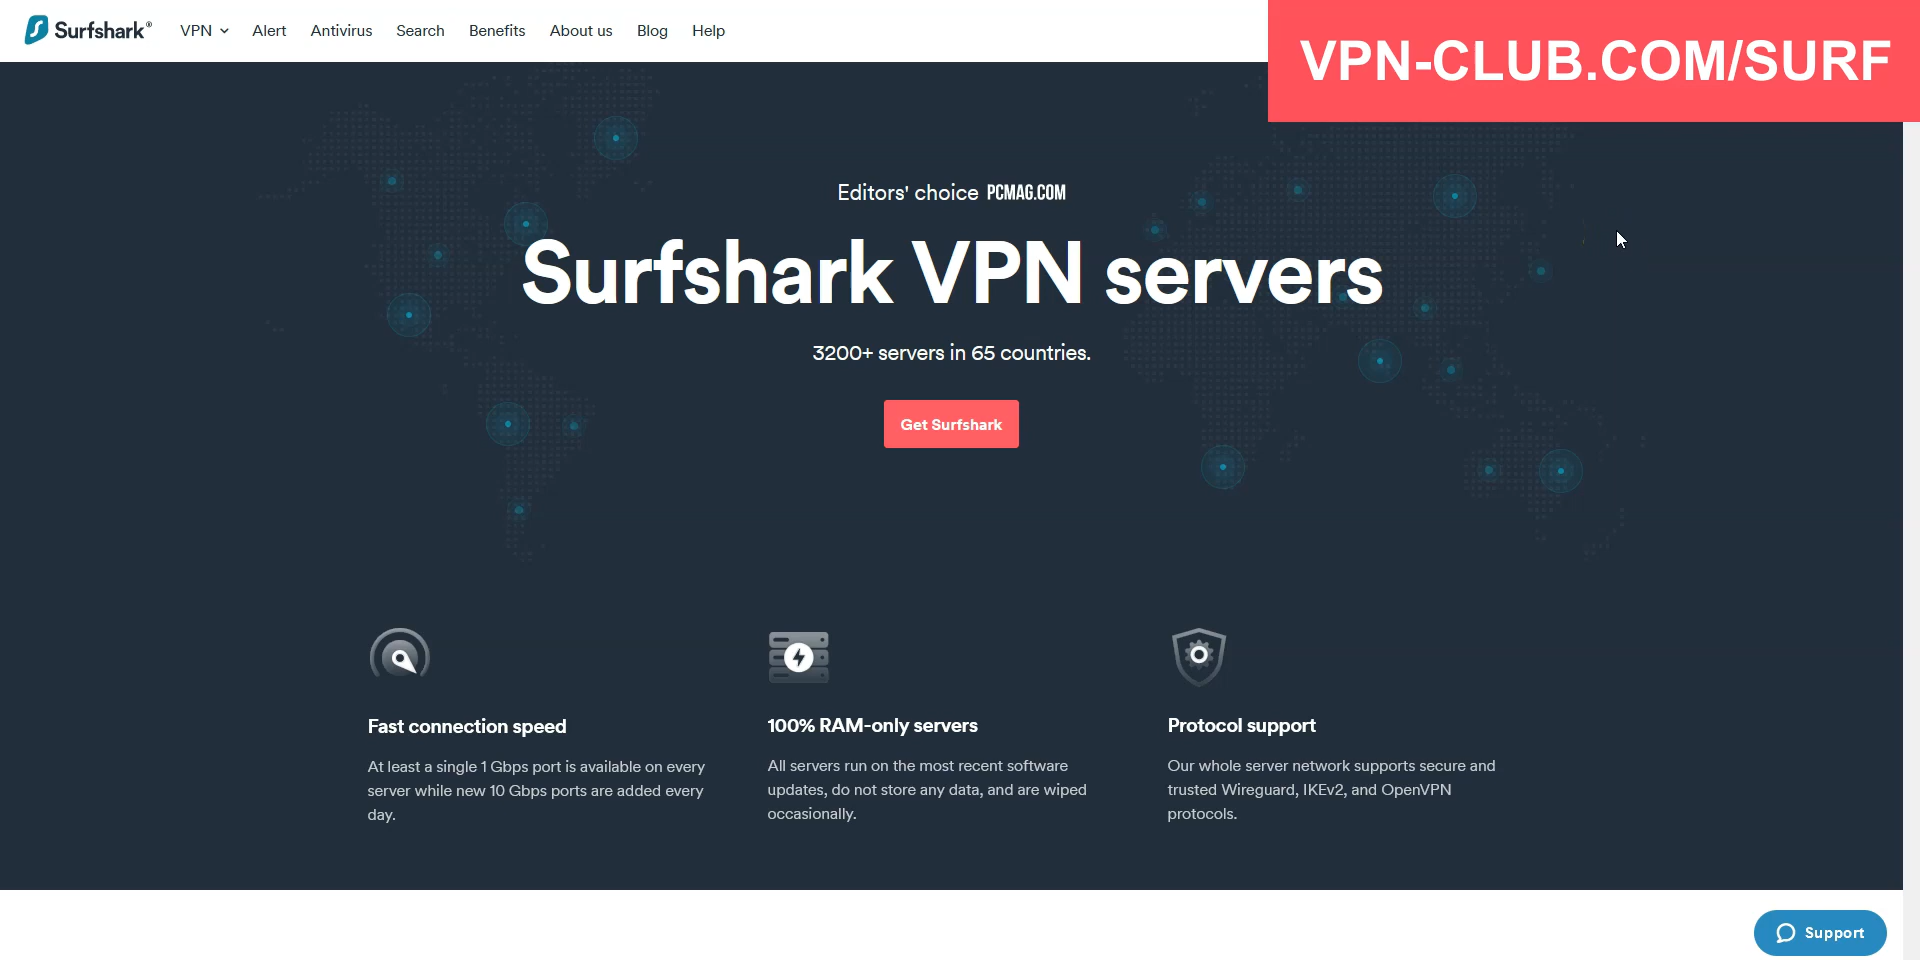 Surfshark®
VPN
Alert
Antivirus
Search
Benefits
About us
Blog
Help
VPN-CLUB.COM/SURF
Editors' choice PCMAG.COM
Surfshark VPN servers
3200+ servers in 65 countries.
Get Surfshark
Fast connection speed
At least a single 1 Gbps port is available on every
server while new 10 Gbps ports are added every
day.
100% RAM-only servers
All servers run on the most recent software
updates, do not store any data, and are wiped
occasionally.
Protocol support
Our whole server network supports secure and
trusted Wireguard, IKEv2, and OpenVPN
protocols.
Support